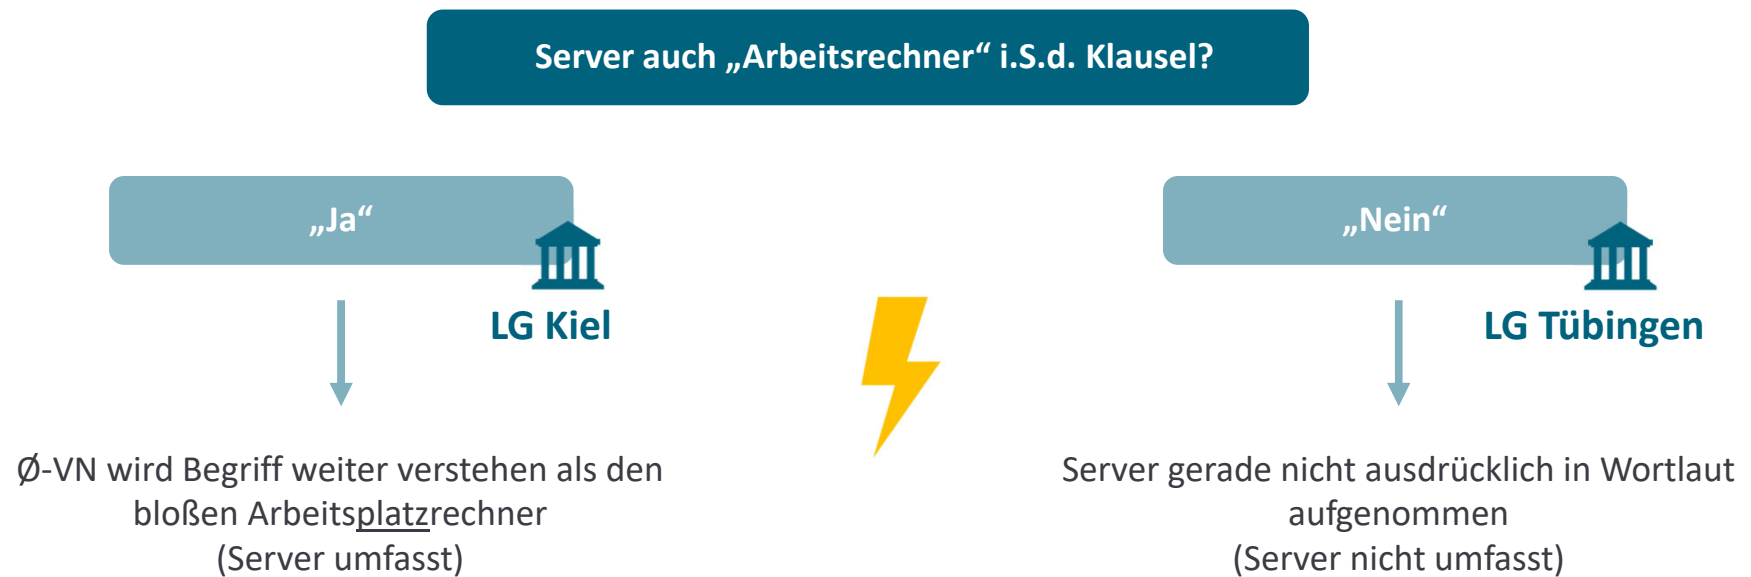 Server auch „Arbeitsrechner“ i.S.d. Klausel?
„Ja“
LG Kiel
Ø-VN wird Begriff weiter verstehen als den
bloßen Arbeitsplatzrechner
(Server umfasst)
„Nein“
LG Tübingen
Server gerade nicht ausdrücklich in Wortlaut
aufgenommen
(Server nicht umfasst)